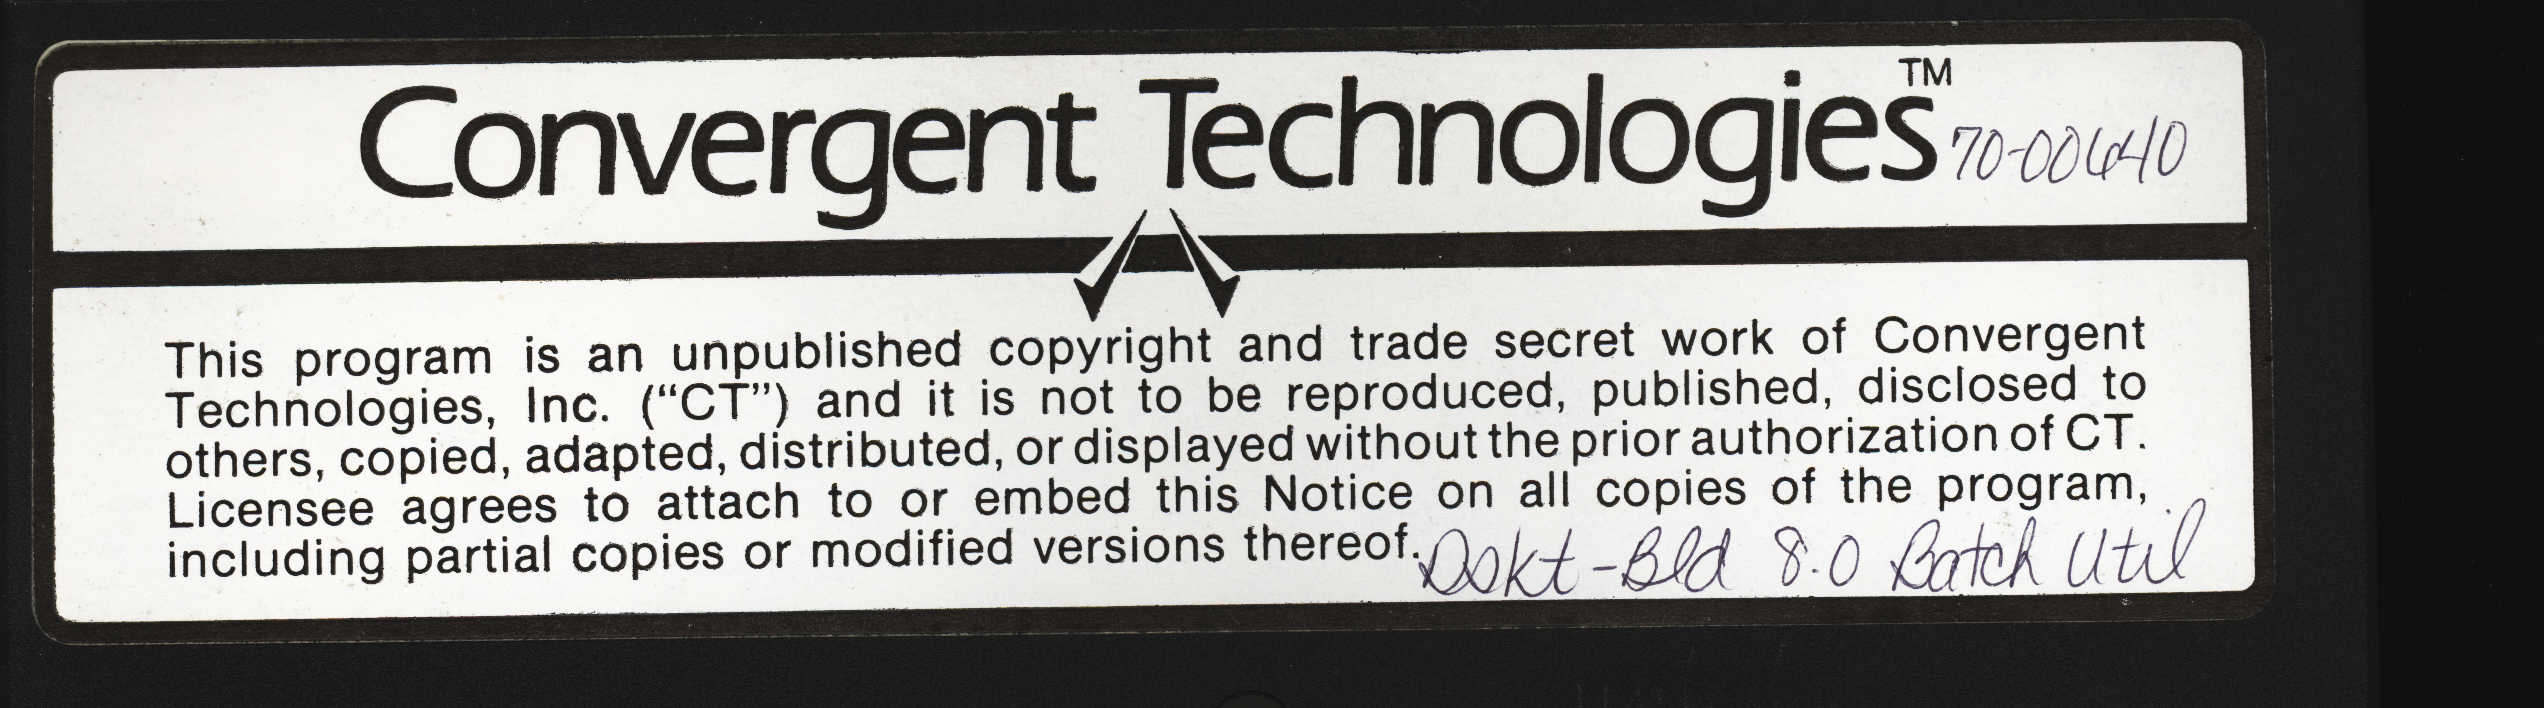 Convergent Technologies™ 70-00640
This program is an unpublished copyright and trade secret work of Convergent
Technologies, Inc. (“CT”) and it is not to be reproduced, published, disclosed to
others, copied, adapted, distributed, or displayed without the prior authorization of CT.
Licensee agrees to attach to or embed this Notice on all copies of the program,
including partial copies or modified versions thereof. Dskt-Bld 8.0 Batch Util